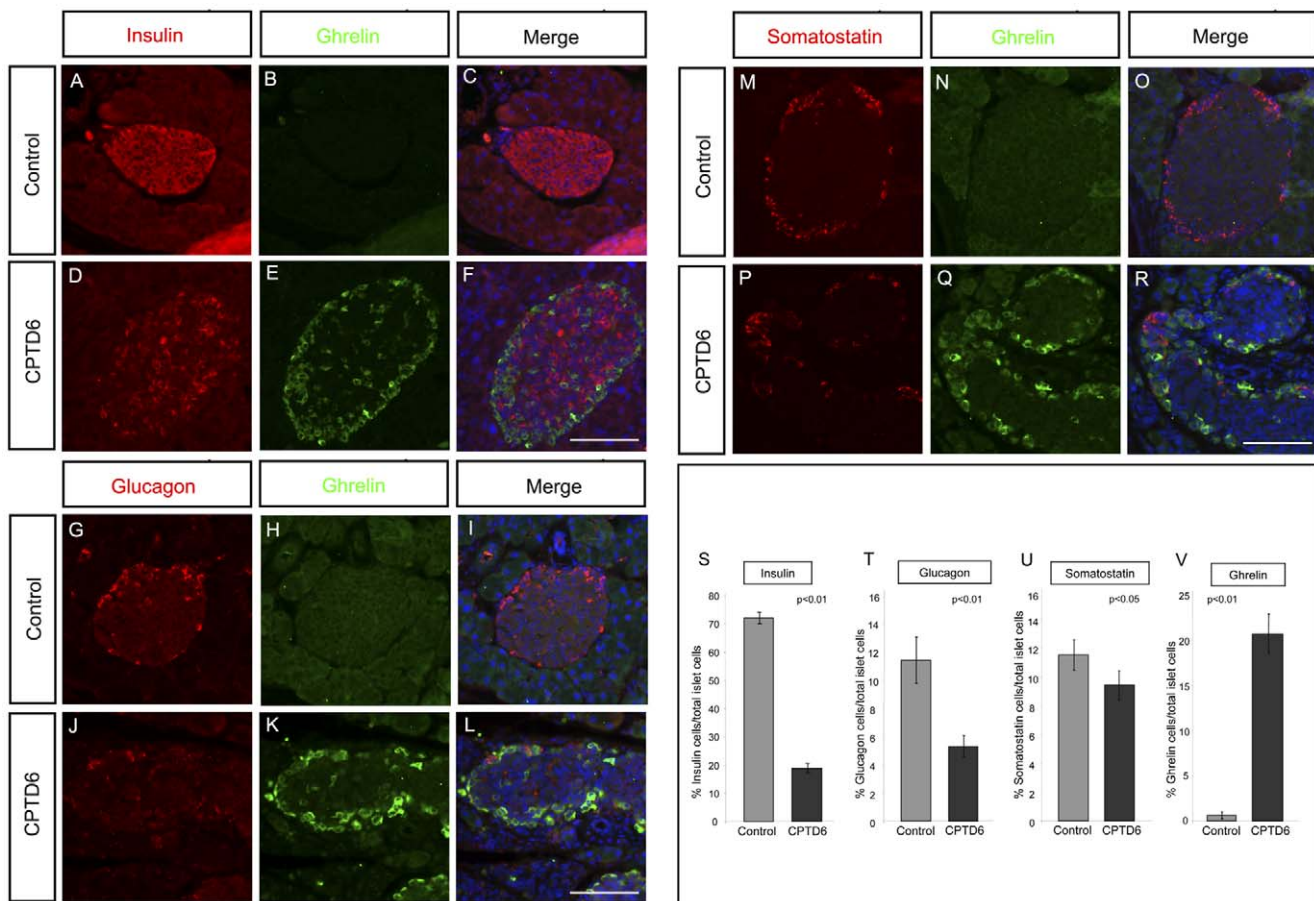 Insulin Ghrelin Merge
Control A B C
CPTD6 D E F
Glucagon Ghrelin Merge
Control G H I
CPTD6 J K L
Somatostatin Ghrelin Merge
Control M N O
CPTD6 P Q R
S Insulin
p<0.01
% Insulin cells/total islet cells
80
70
60
50
40
30
20
10
0
Control CPTD6
T Glucagon
p<0.01
% Glucagon cells/total islet cells
16
14
12
10
8
6
4
2
0
Control CPTD6
U Somatostatin
p<0.05
% Somatostatin cells/total islet cells
16
14
12
10
8
6
4
2
0
Control CPTD6
V Ghrelin
p<0.01
% Ghrelin cells/total islet cells
25
20
15
10
5
0
Control CPTD6